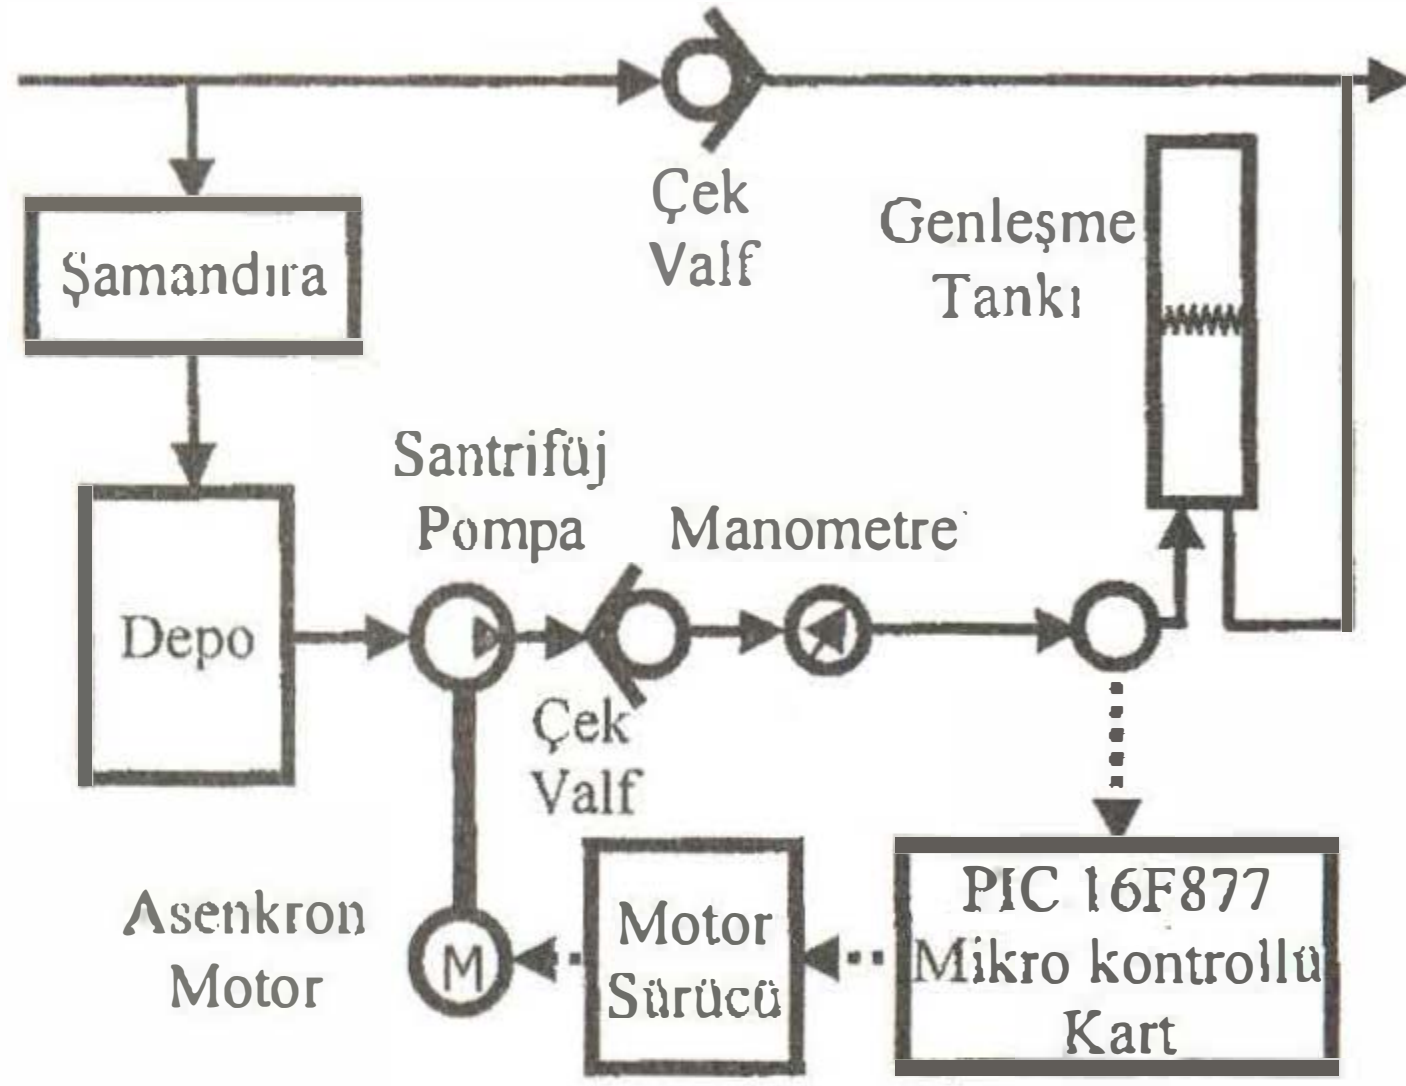 Çek
Valf
Genleşme
Tankı
Şamandıra
Santrifüj
Pompa
Manometre
Depo
Çek
Valf
Asenkron
Motor
M
Motor
Sürücü
PIC 16F877
Mikro kontrollü
Kart